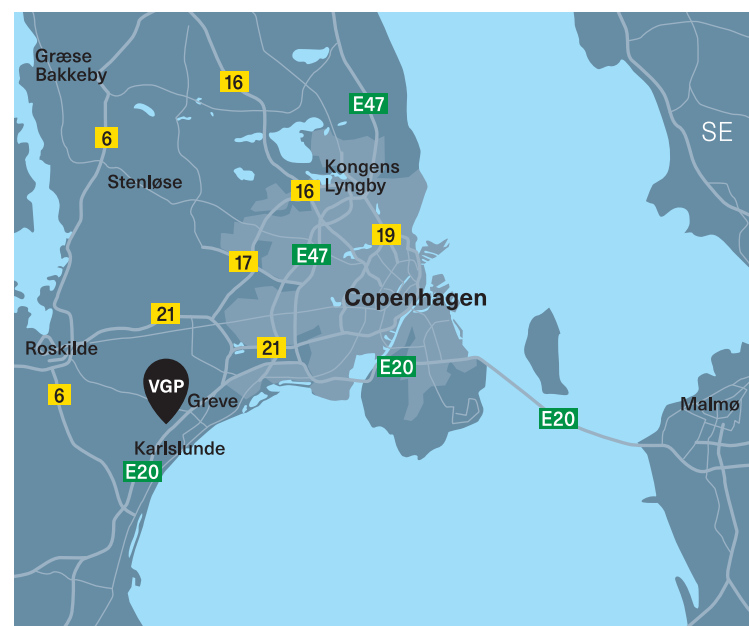 Græse
Bakkeby
16
E47
6
SE
Stenløse
Kongens
Lyngby
16
19
17
E47
Copenhagen
21
Roskilde
21
E20
6
VGP
Greve
E20
Malmø
Karlslunde
E20